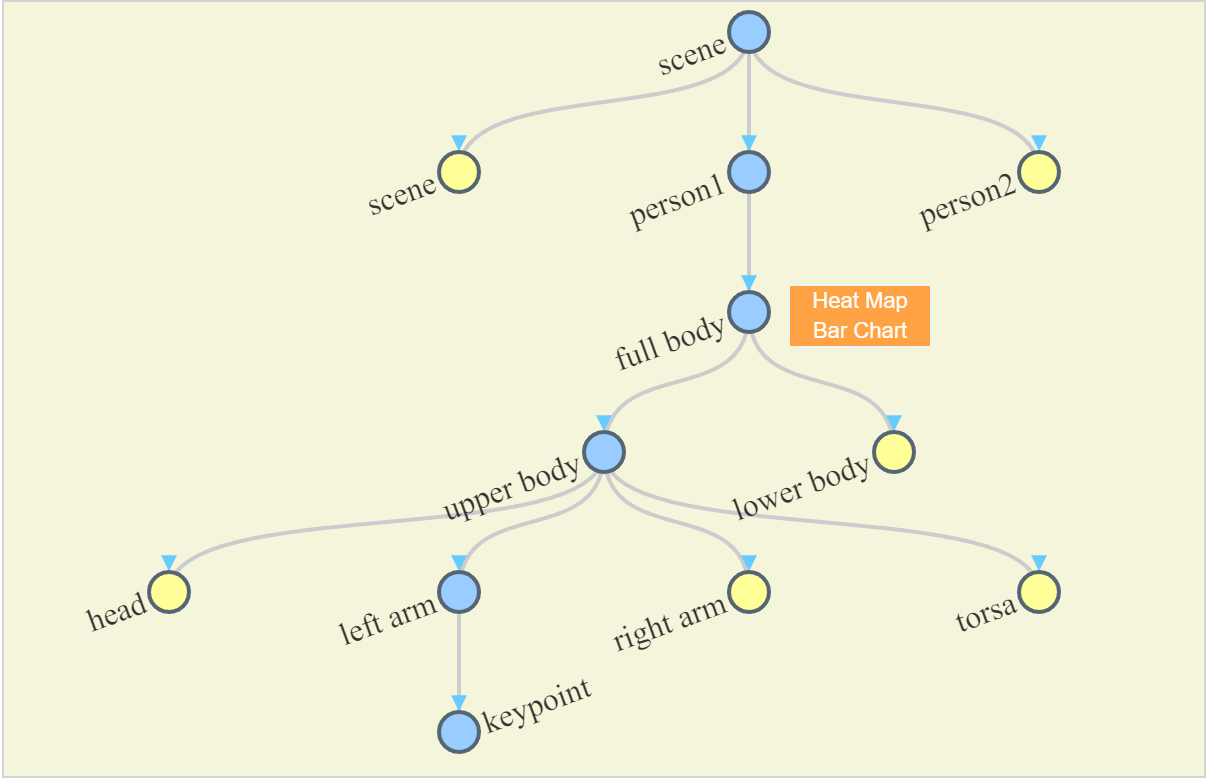 scene
scene
person1
person2
full body
Heat Map
Bar Chart
upper body
lower body
head
left arm
right arm
torsa
keypoint